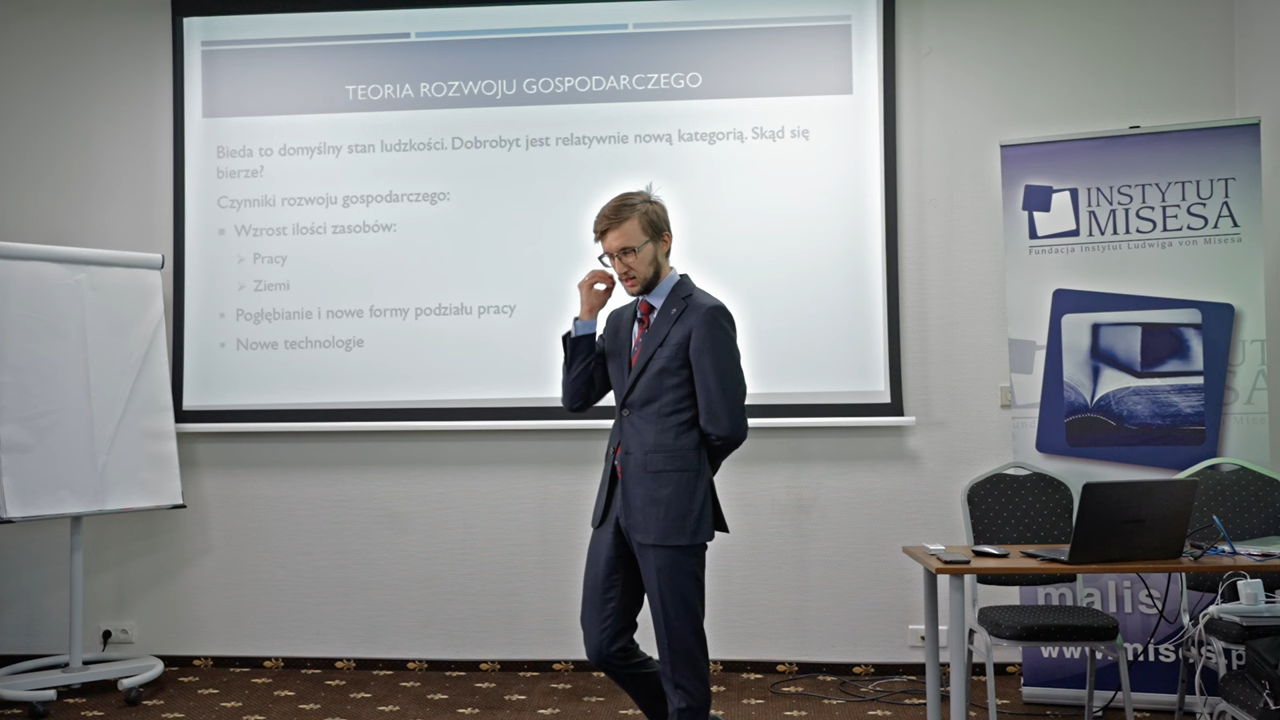 TEORIA ROZWOJU GOSPODARCZEGO
Bieda to domyślny stan ludzkości. Dobrobyt jest relatywnie nową kategorią. Skąd się
bierze?
Czynniki rozwoju gospodarczego:
Wzrost ilości zasobów:
Pracy
Ziemi
Pogłębianie i nowe formy podziału pracy
Nowe technologie
INSTYTUT
MISESA
Fundacja Instytut Ludwiga von Misesa
malis
www.mises.p